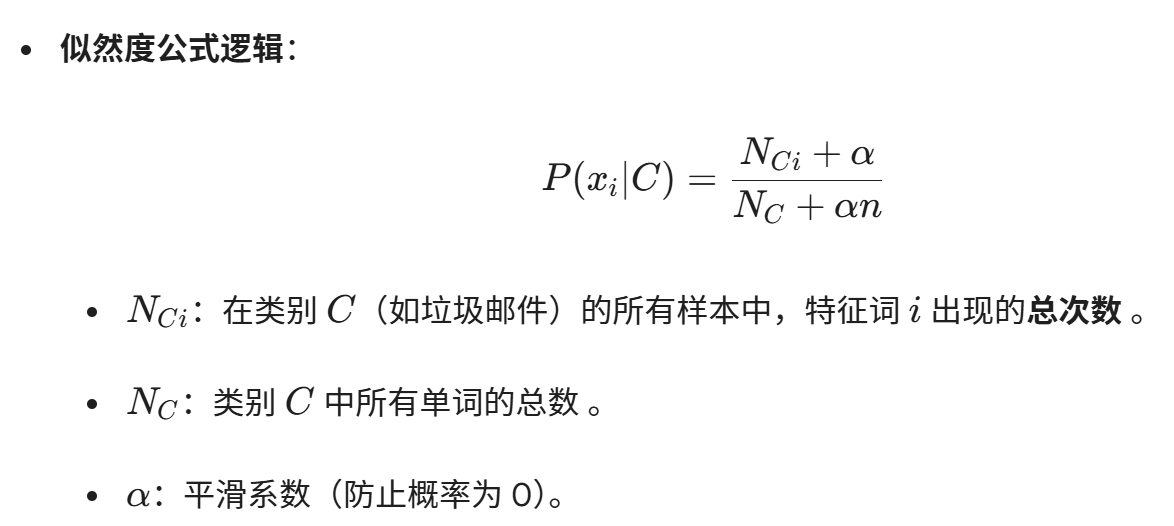 • 似然度公式逻辑：
P(x_i|C) = \frac{N_{Ci} + α}{N_C + αn}
• N_{Ci}：在类别 C（如垃圾邮件）的所有样本中，特征词 i 出现的总次数 。
• N_C：类别 C 中所有单词的总数 。
• α：平滑系数（防止概率为 0）。